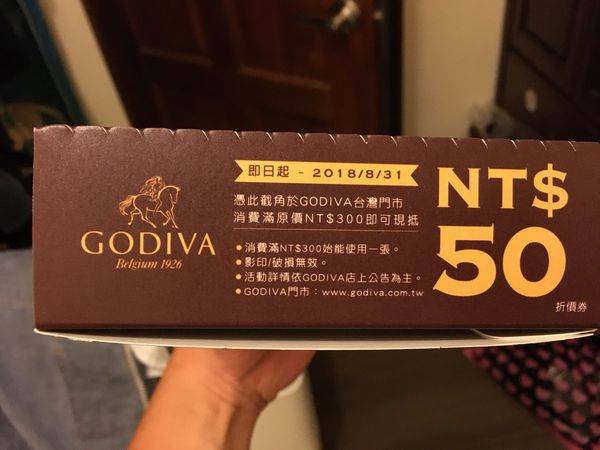 GODIVA
Belgium 1926
即日起 - 2018/8/31
憑此截角於GODIVA台灣門市
消費滿原價NT$300即可現抵
•消費滿NT$300始能使用一張。
•影印/破損無效。
•活動詳情依GODIVA店上公告為主。
•GODIVA門市：www.godiva.com.tw
NT$
50
折價券